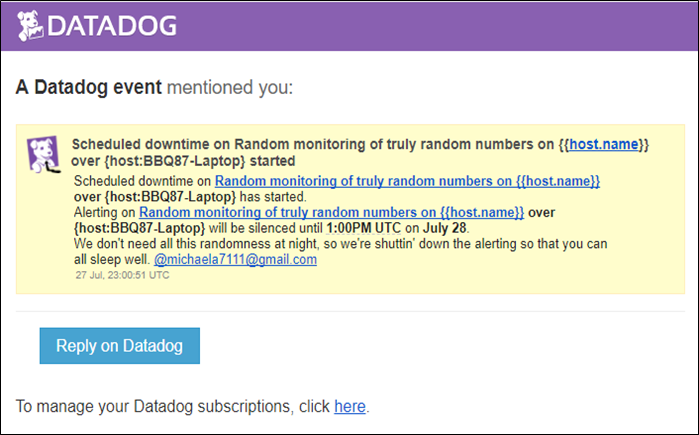 DATADOG
A Datadog event mentioned you:
Scheduled downtime on Random monitoring of truly random numbers on {{host.name}}
over {host:BBQ87-Laptop} started
Scheduled downtime on Random monitoring of truly random numbers on {{host.name}}
over {host:BBQ87-Laptop} has started.
Alerting on Random monitoring of truly random numbers on {{host.name}} over
{host:BBQ87-Laptop} will be silenced until 1:00PM UTC on July 28.
We don't need all this randomness at night, so we're shuttin' down the alerting so that you can
all sleep well. @michaela7111@gmail.com
27 Jul, 23:00:51 UTC
Reply on Datadog
To manage your Datadog subscriptions, click here.